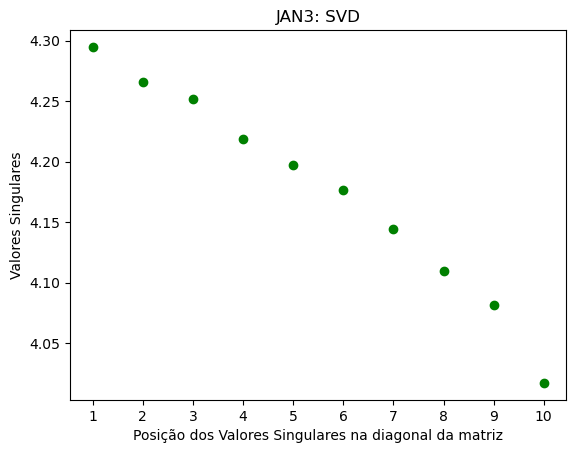 JAN3: SVD
Valores Singulares
4.30
4.25
4.20
4.15
4.10
4.05
1 2 3 4 5 6 7 8 9 10
Posição dos Valores Singulares na diagonal da matriz